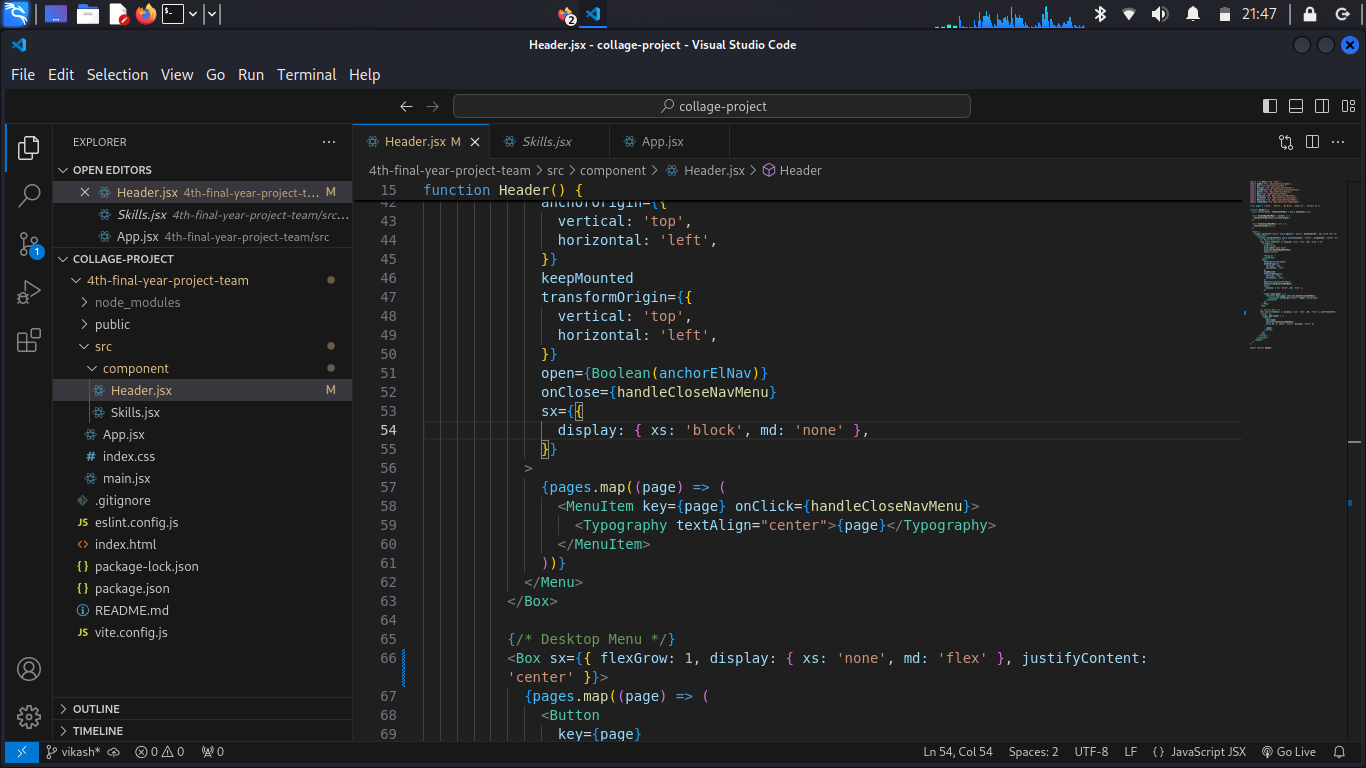 2
21:47
Header.jsx - collage-project - Visual Studio Code
File Edit Selection View Go Run Terminal Help
collage-project
EXPLORER
OPEN EDITORS
Header.jsx 4th-final-year-project-t... M
Skills.jsx 4th-final-year-project-team/src...
App.jsx 4th-final-year-project-team/src
1
COLLAGE-PROJECT
4th-final-year-project-team
node_modules
public
src
component
Header.jsx M
Skills.jsx
App.jsx
index.css
main.jsx
.gitignore
JS eslint.config.js
<> index.html
{} package-lock.json
{} package.json
README.md
JS vite.config.js
OUTLINE
TIMELINE
Header.jsx M
Skills.jsx
App.jsx
4th-final-year-project-team > src > component > Header.jsx > Header
15 function Header() {
42 anchorOrigin={{
43 vertical: 'top',
44 horizontal: 'left',
45 }}
46 keepMounted
47 transformOrigin={{
48 vertical: 'top',
49 horizontal: 'left',
50 }}
51 open={Boolean(anchorElNav)}
52 onClose={handleCloseNavMenu}
53 sx={{
54 display: { xs: 'block', md: 'none' },
55 }}
56 >
57 {pages.map((page) => (
58 <MenuItem key={page} onClick={handleCloseNavMenu}>
59 <Typography textAlign="center">{page}</Typography>
60 </MenuItem>
61 ))}
62 </Menu>
63 </Box>
64
65 {/* Desktop Menu */}
66 <Box sx={{ flexGrow: 1, display: { xs: 'none', md: 'flex' }, justifyContent:
'center' }}>
67 {pages.map((page) => (
68 <Button
69 key={page}
vikash* 0 0 0 Ln 54, Col 54 Spaces: 2 UTF-8 LF {} JavaScript JSX Go Live